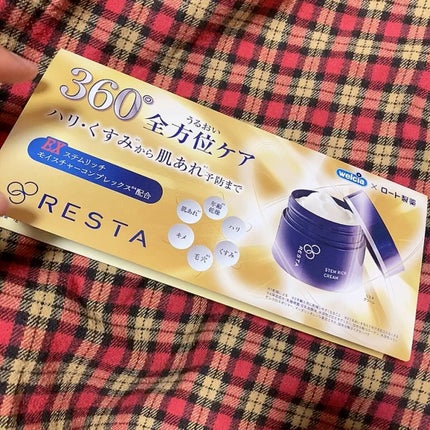 360°
うるおい
全方位ケア
ハリ・くすみから肌あれ予防まで
EX ステムリッチ
モイスチャーコンプレックス 配合
RESTA
年齢
乾燥
肌あれ
ハリ
キメ
くすみ
毛穴
welcia × ロート製薬
RESTA
STEM RICH
CREAM